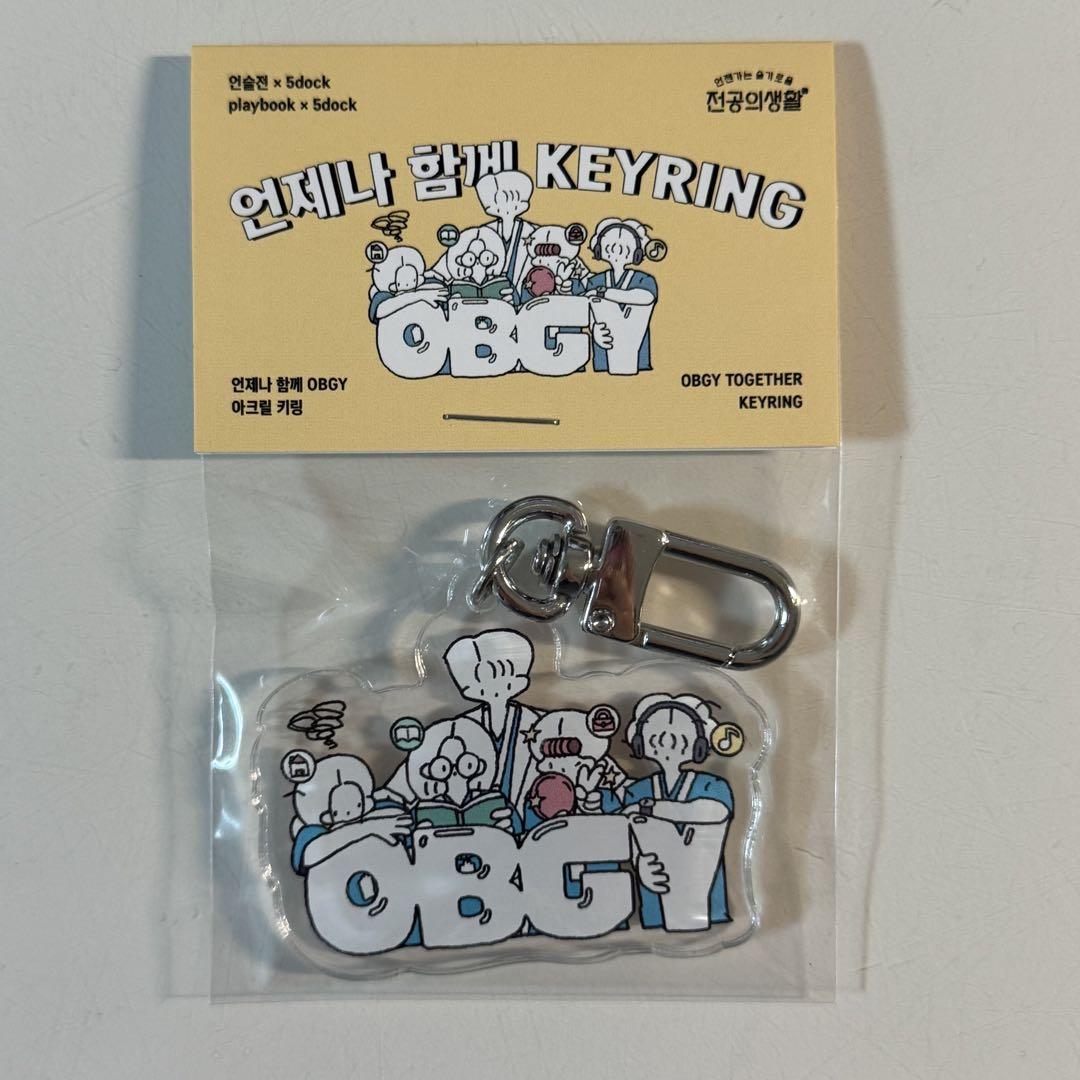 언슬전 × 5dock
playbook × 5dock
언젠가는 슬기로울
전공의생활
언제나 함께 KEYRING
OBGY
언제나 함께 OBGY
아크릴 키링
OBGY TOGETHER
KEYRING
OBGY